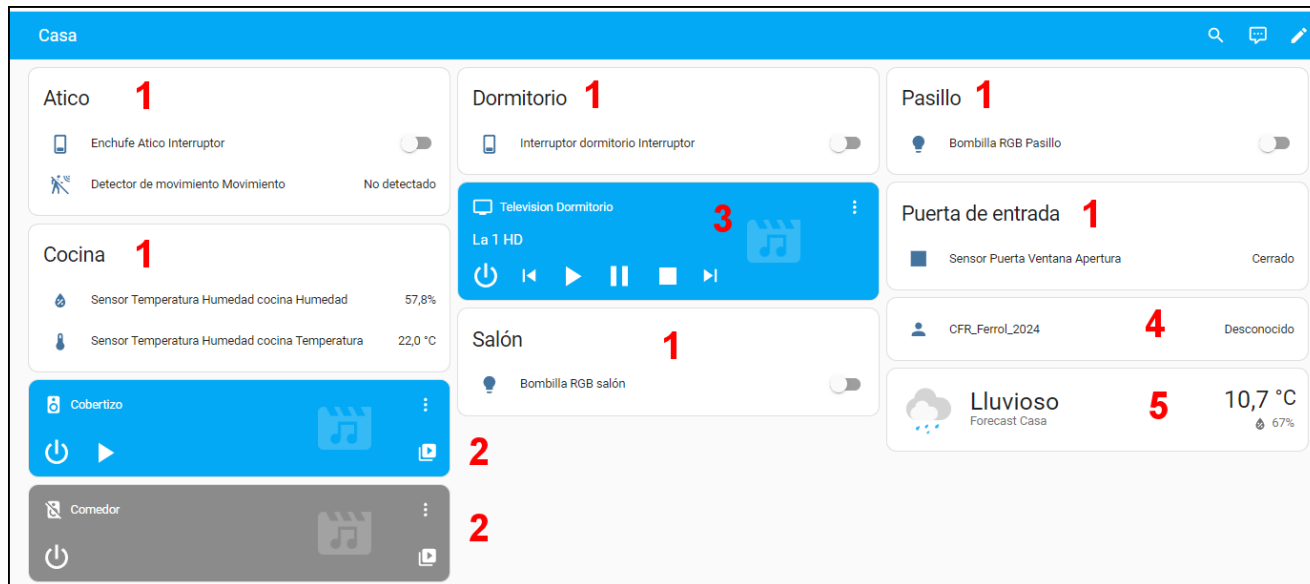 Casa
Atico 1
Enchufe Atico Interruptor
Detector de movimiento Movimiento No detectado
Cocina 1
Sensor Temperatura Humedad cocina Humedad 57,8%
Sensor Temperatura Humedad cocina Temperatura 22,0 °C
Cobertizo
2
Comedor
2
Dormitorio 1
Interruptor dormitorio Interruptor
Television Dormitorio
3
La 1 HD
Salón 1
Bombilla RGB salón
Pasillo 1
Bombilla RGB Pasillo
Puerta de entrada 1
Sensor Puerta Ventana Apertura Cerrado
CFR_Ferrol_2024 4 Desconocido
Lluvioso 5 10,7 °C
Forecast Casa 67%